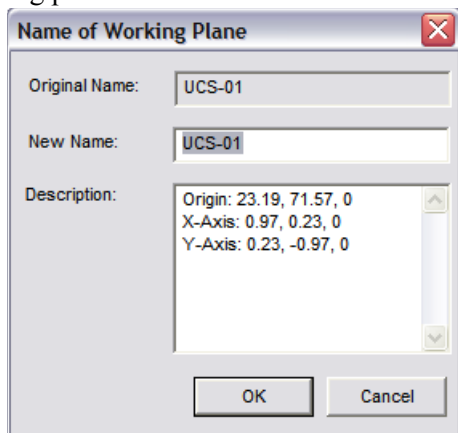 Name of Working Plane
Original Name: UCS-01
New Name: UCS-01
Description: Origin: 23.19, 71.57, 0
X-Axis: 0.97, 0.23, 0
Y-Axis: 0.23, -0.97, 0
OK Cancel